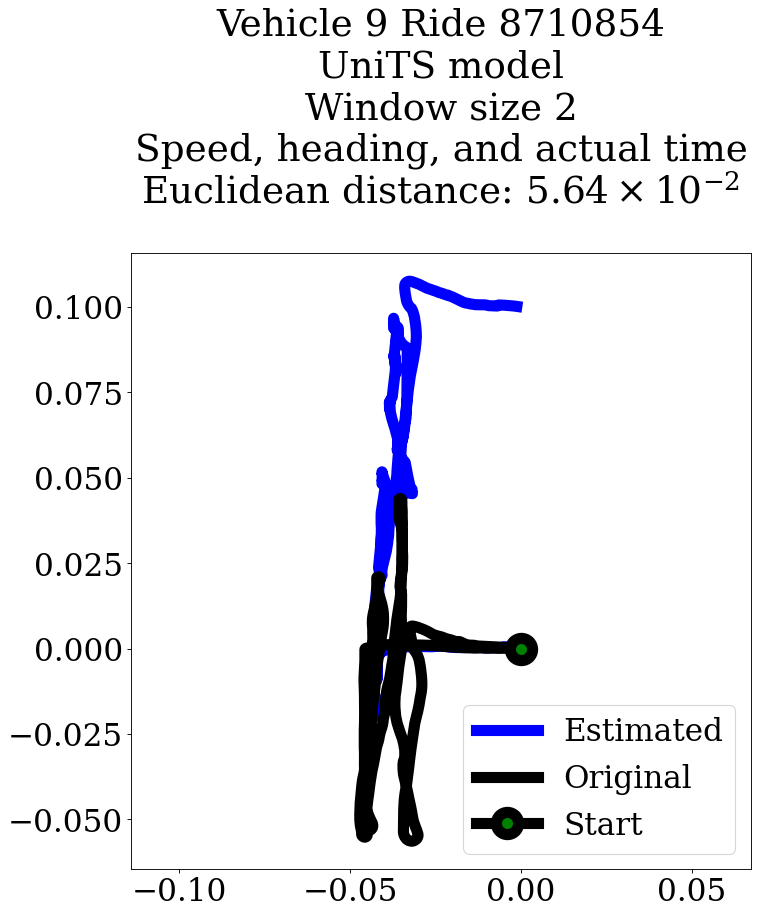 Vehicle 9 Ride 8710854
UniTS model
Window size 2
Speed, heading, and actual time
Euclidean distance: 5.64 × 10⁻²
0.100
0.075
0.050
0.025
0.000
−0.025
−0.050
−0.10
−0.05
0.00
0.05
Estimated
Original
Start